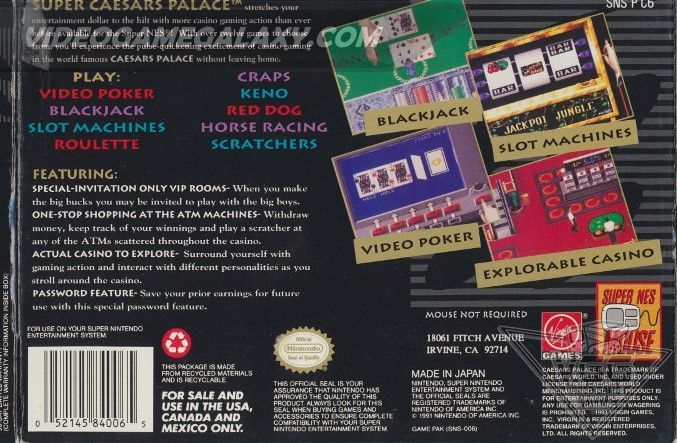 SUPER CAESARS PALACE™ stretches your
entertainment dollar to the hilt with more casino gaming action than ever
before available for the Super NES®! With over twelve games to choose
from, you'll experience the pulse-quickening excitement of casino gaming
in the world famous CAESARS PALACE without leaving home.
SNS P C6
PLAY:
VIDEO POKER
BLACKJACK
SLOT MACHINES
ROULETTE
CRAPS
KENO
RED DOG
HORSE RACING
SCRATCHERS
BLACKJACK
BAR
BAR
BAR
BAR
JACKPOT JUNGLE
SLOT MACHINES
VIDEO POKER
EXPLORABLE CASINO
FEATURING:
SPECIAL-INVITATION ONLY VIP ROOMS- When you make
the big bucks you may be invited to play with the big boys.
ONE-STOP SHOPPING AT THE ATM MACHINES- Withdraw
money, keep track of your winnings and play a scratcher at
any of the ATMs scattered throughout the casino.
ACTUAL CASINO TO EXPLORE- Surround yourself with
gaming action and interact with different personalities as you
stroll around the casino.
PASSWORD FEATURE- Save your prior earnings for future
use with this special password feature.
(COMPLETE WARRANTY INFORMATION INSIDE BOX)
FOR USE ON YOUR SUPER NINTENDO
ENTERTAINMENT SYSTEM.
0 52145 84006 5
THIS PACKAGE IS MADE
FROM RECYCLED MATERIALS
AND IS RECYCLABLE.
FOR SALE AND
USE IN THE USA,
CANADA AND
MEXICO ONLY.
Official
Nintendo
Seal of Quality
THIS OFFICIAL SEAL IS YOUR
ASSURANCE THAT NINTENDO HAS
APPROVED THE QUALITY OF THIS
PRODUCT. ALWAYS LOOK FOR THIS
SEAL WHEN BUYING GAMES AND
ACCESSORIES TO ENSURE COMPLETE
COMPATIBILITY WITH YOUR SUPER
NINTENDO ENTERTAINMENT SYSTEM.
MOUSE NOT REQUIRED
18061 FITCH AVENUE
IRVINE, CA 92714
MADE IN JAPAN
NINTENDO, SUPER NINTENDO
ENTERTAINMENT SYSTEM AND
THE OFFICIAL SEALS ARE
REGISTERED TRADEMARKS OF
NINTENDO OF AMERICA INC.
© 1991 NINTENDO OF AMERICA INC.
GAME PAK (SNS-006)
Virgin
GAMES
SUPER NES
MOUSE
CAESARS PALACE IS A TRADEMARK OF
CAESARS WORLD, INC. AND USED UNDER
LICENSE FROM CAESARS WORLD
MERCHANDISING, INC. THIS PRODUCT IS
FOR ENTERTAINMENT PURPOSES ONLY.
ANY USE FOR GAMBLING OR WAGERING
IS PROHIBITED. ©1993 VIRGIN GAMES,
INC. VIRGIN IS A REGISTERED
TRADEMARK OF VIRGIN ENTERPRISES,
LTD. ALL RIGHTS RESERVED.